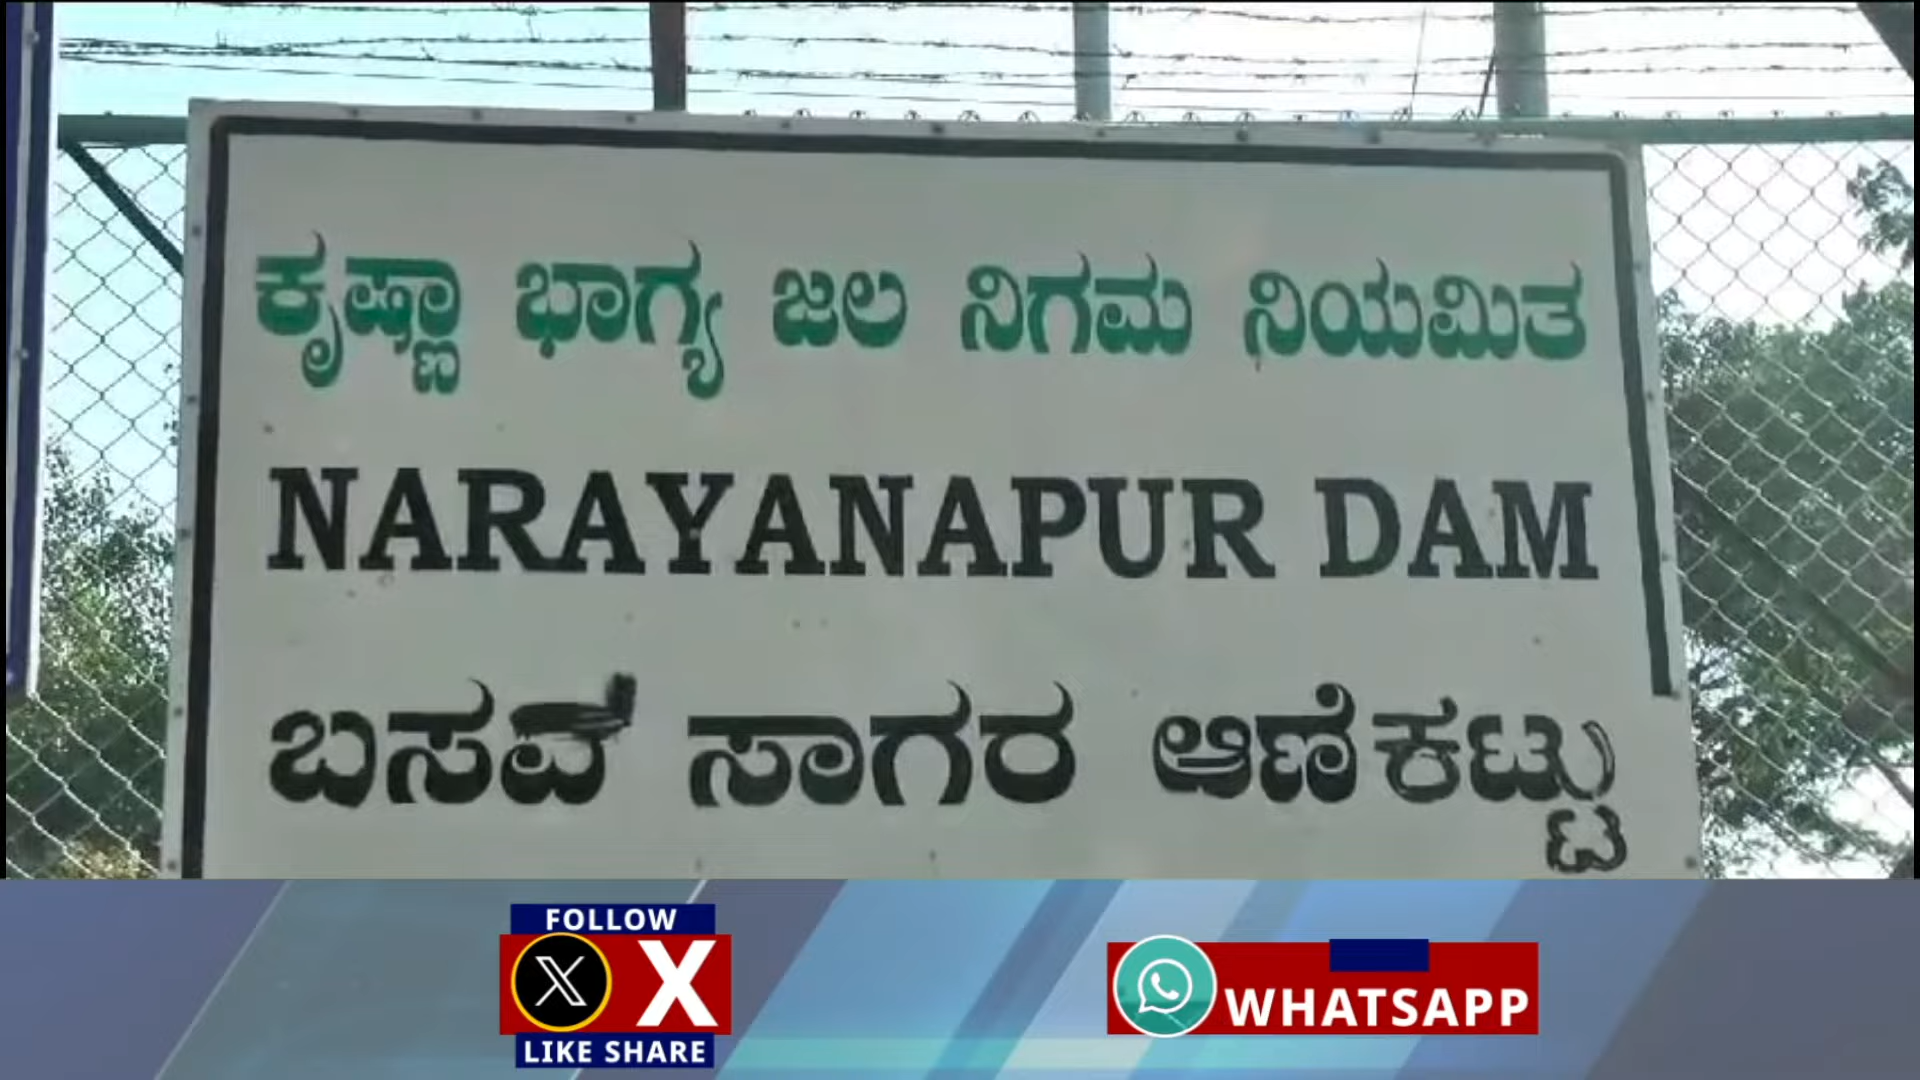 ಕೃಷ್ಣಾ ಭಾಗ್ಯ ಜಲ ನಿಗಮ ನಿಯಮಿತ
NARAYANAPUR DAM
ಬಸವ ಸಾಗರ ಆಣೆಕಟ್ಟು
FOLLOW
X
LIKE SHARE
WHATSAPP